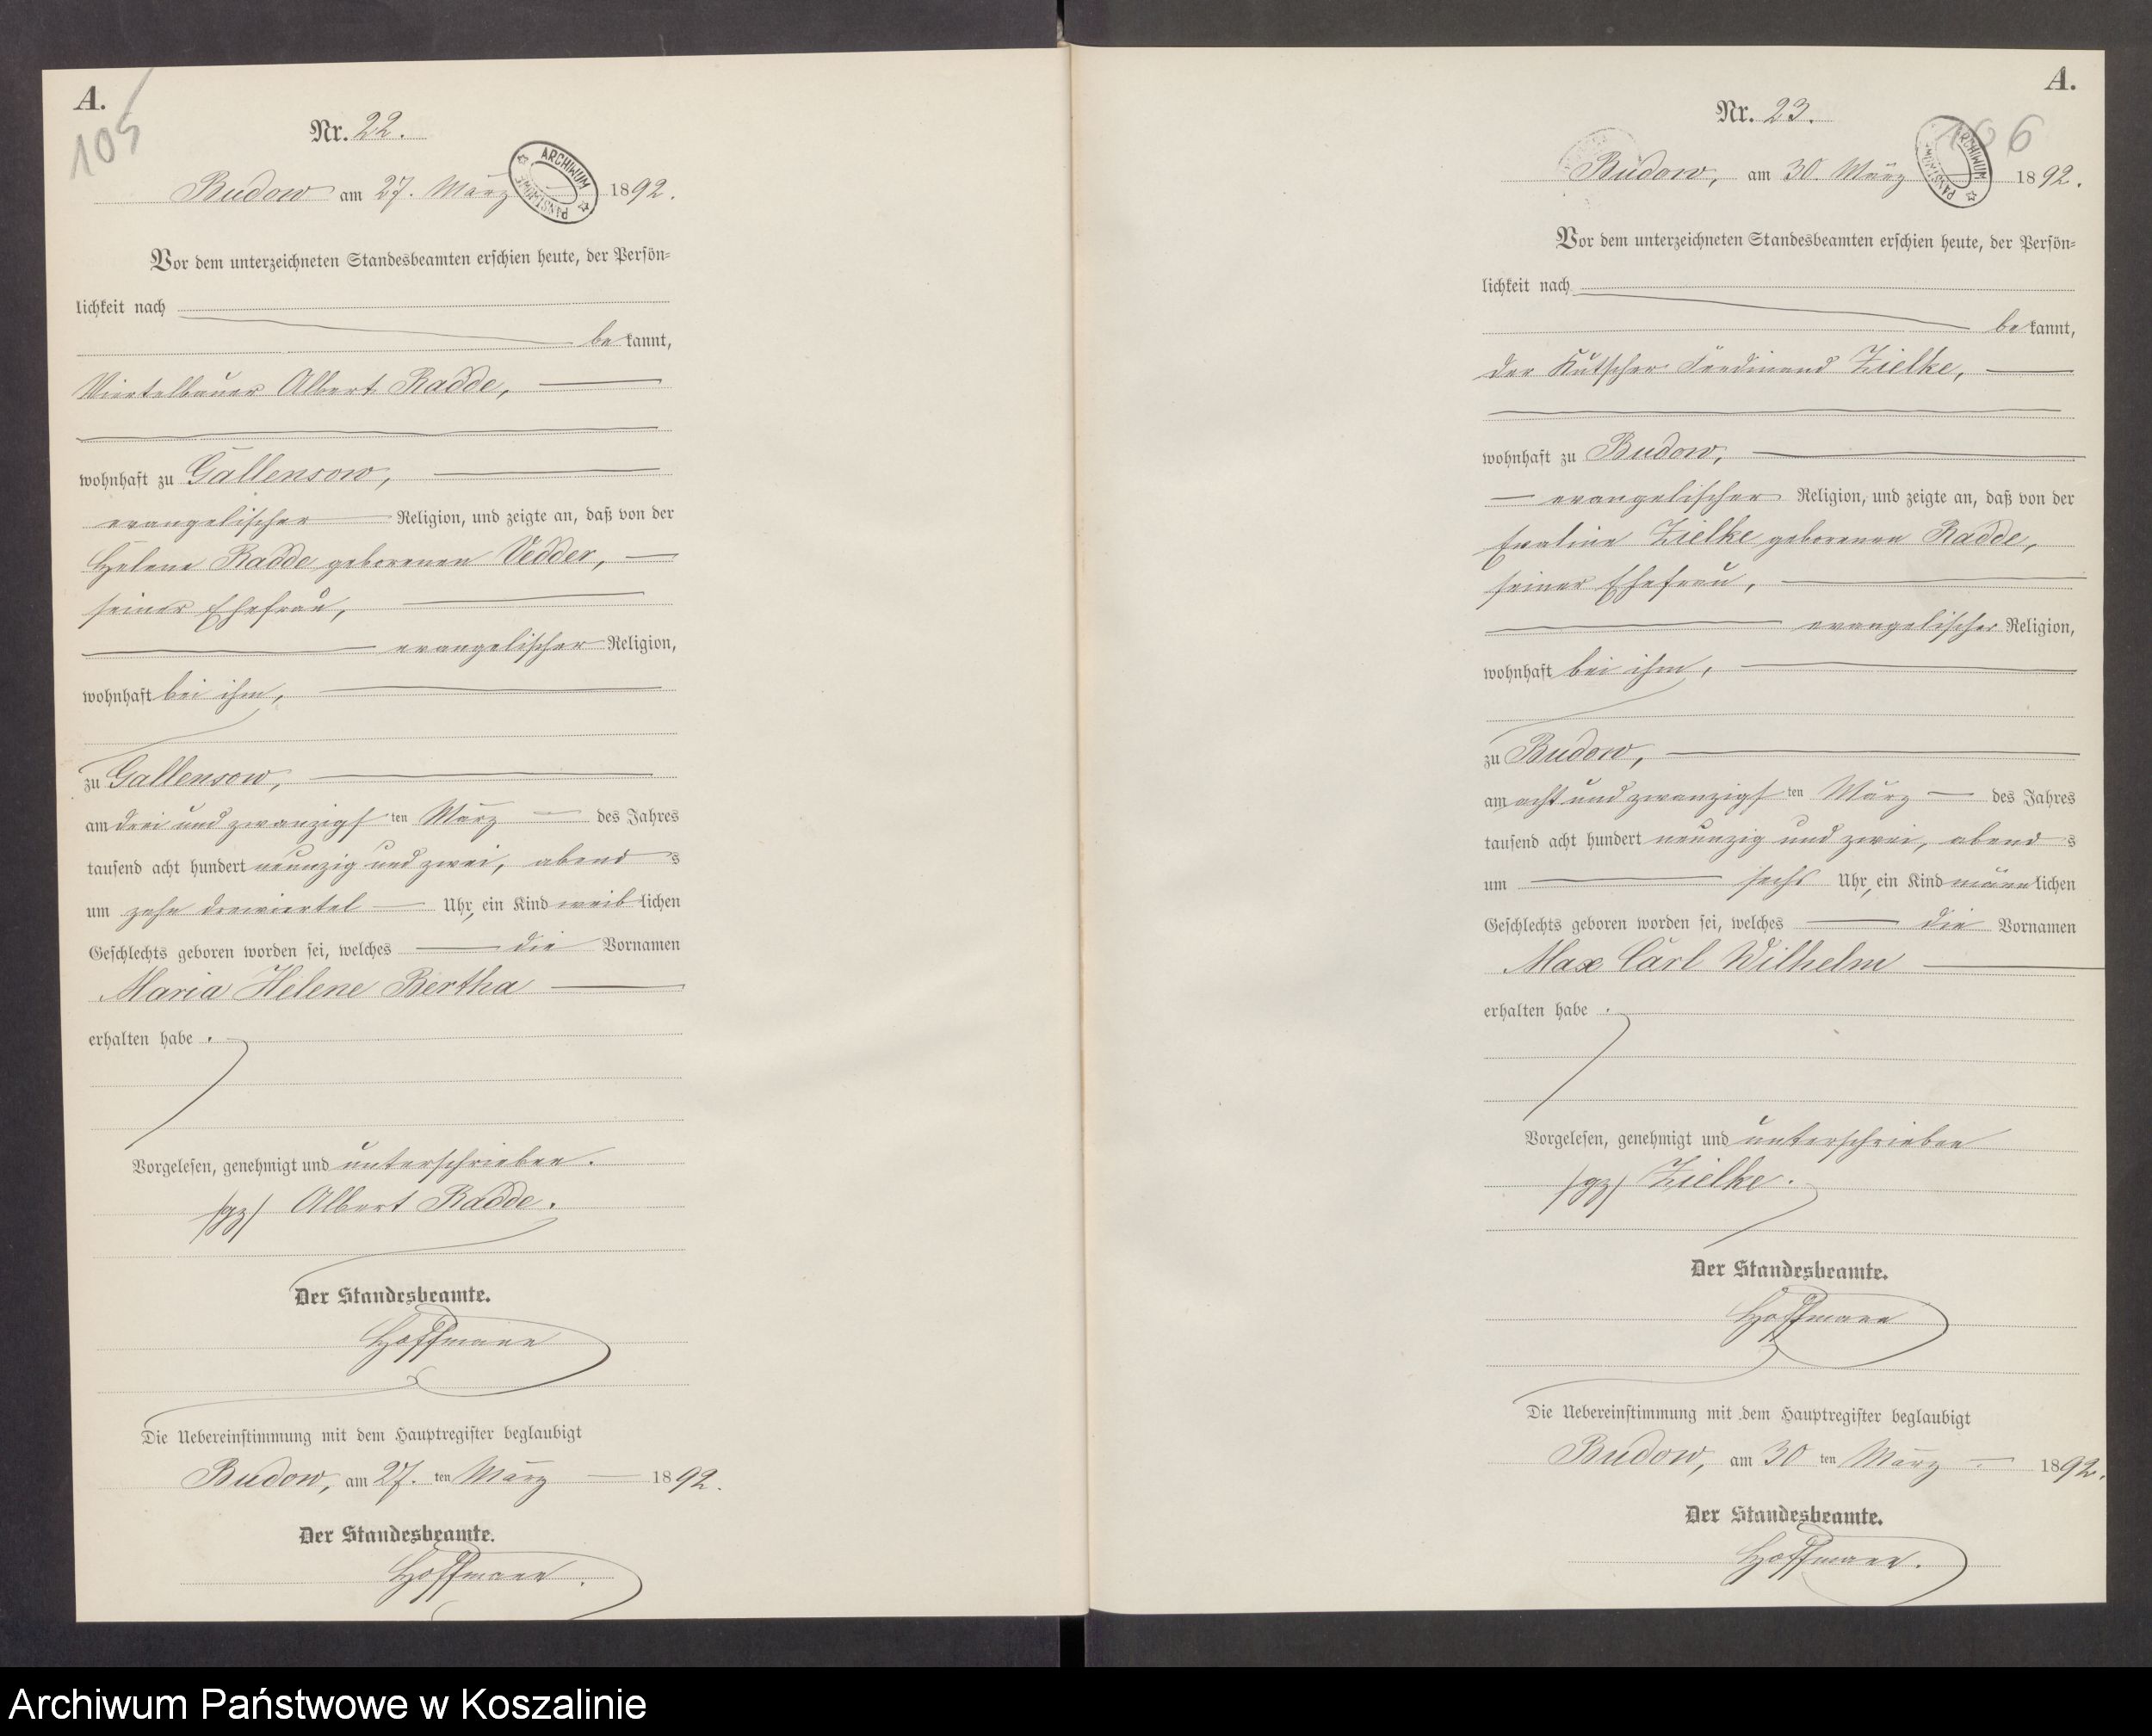 A.
105
Nr. 22.
Budow am 27. März 1892.
ARCHIWUM PAŃSTWOWE
Vor dem unterzeichneten Standesbeamten erschien heute, der Persön=
lichkeit nach
bekannt,
Viertelbauer Albert Radde,
wohnhaft zu Gallensow,
evangelischer Religion, und zeigte an, daß von der
Helene Radde geborenen Vedder,
seiner Ehefrau,
evangelischer Religion,
wohnhaft bei ihm,
zu Gallensow,
am drei und zwanzigsten März des Jahres
tausend acht hundert neunzig und zwei, abends
um zehn dreiviertel Uhr, ein Kind weiblichen
Geschlechts geboren worden sei, welches die Vornamen
Maria Helene Bertha
erhalten habe.
Vorgelesen, genehmigt und unterschrieben.
/gz/ Albert Radde.
Der Standesbeamte.
Hoffmann
Die Uebereinstimmung mit dem Hauptregister beglaubigt
Budow, am 27. ten März 1892.
Der Standesbeamte.
Hoffmann.
A.
106
Nr. 23.
Budow, am 30. März 1892.
ARCHIWUM PAŃSTWOWE
Vor dem unterzeichneten Standesbeamten erschien heute, der Persön=
lichkeit nach
bekannt,
der Kutscher Ferdinand Zielke,
wohnhaft zu Budow,
evangelischer Religion, und zeigte an, daß von der
Zielke geborenen Radde,
seiner Ehefrau,
evangelischer Religion,
wohnhaft bei ihm,
zu Budow,
am acht und zwanzigsten März des Jahres
tausend acht hundert neunzig und zwei, abends
um sechs Uhr, ein Kind männlichen
Geschlechts geboren worden sei, welches die Vornamen
Max Carl Wilhelm
erhalten habe.
Vorgelesen, genehmigt und unterschrieben
/gz/ Zielke.
Der Standesbeamte.
Hoffmann
Die Uebereinstimmung mit dem Hauptregister beglaubigt
Budow, am 30 ten März 1892.
Der Standesbeamte.
Hoffmann.
Archiwum Państwowe w Koszalinie